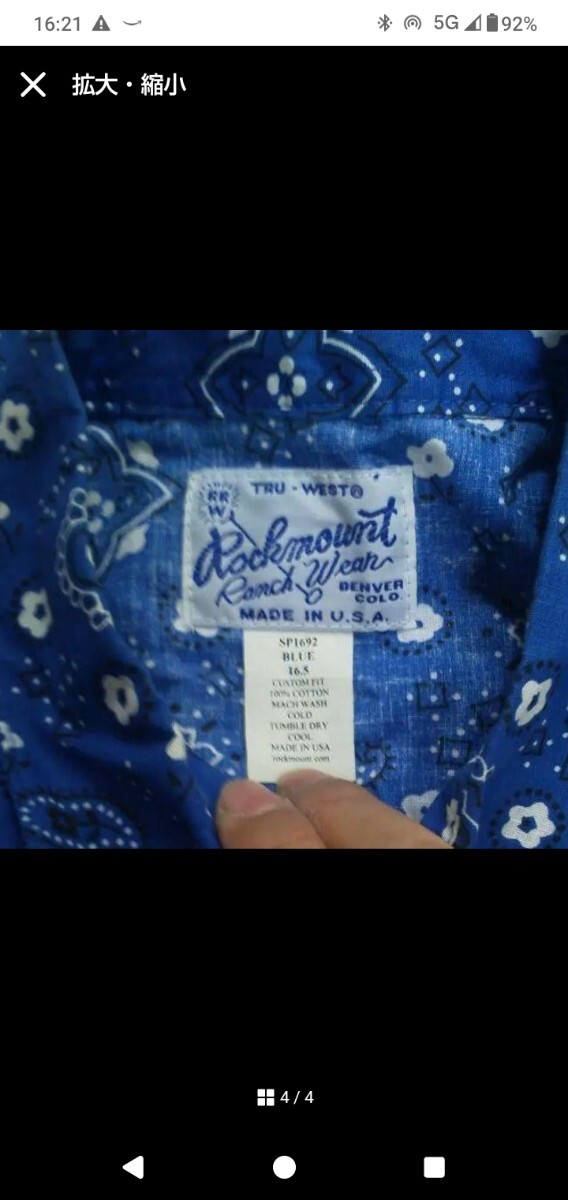 16:21
5G
92%
拡大・縮小
RR
W
TRU - WEST®
Rockmount
Ranch Wear
DENVER
COLO.
MADE IN U.S.A.
SP1692
BLUE
16.5
CUSTOM FIT
100% COTTON
MACH WASH
COLD
TUMBLE DRY
COOL
MADE IN USA
rockmount.com
4 / 4